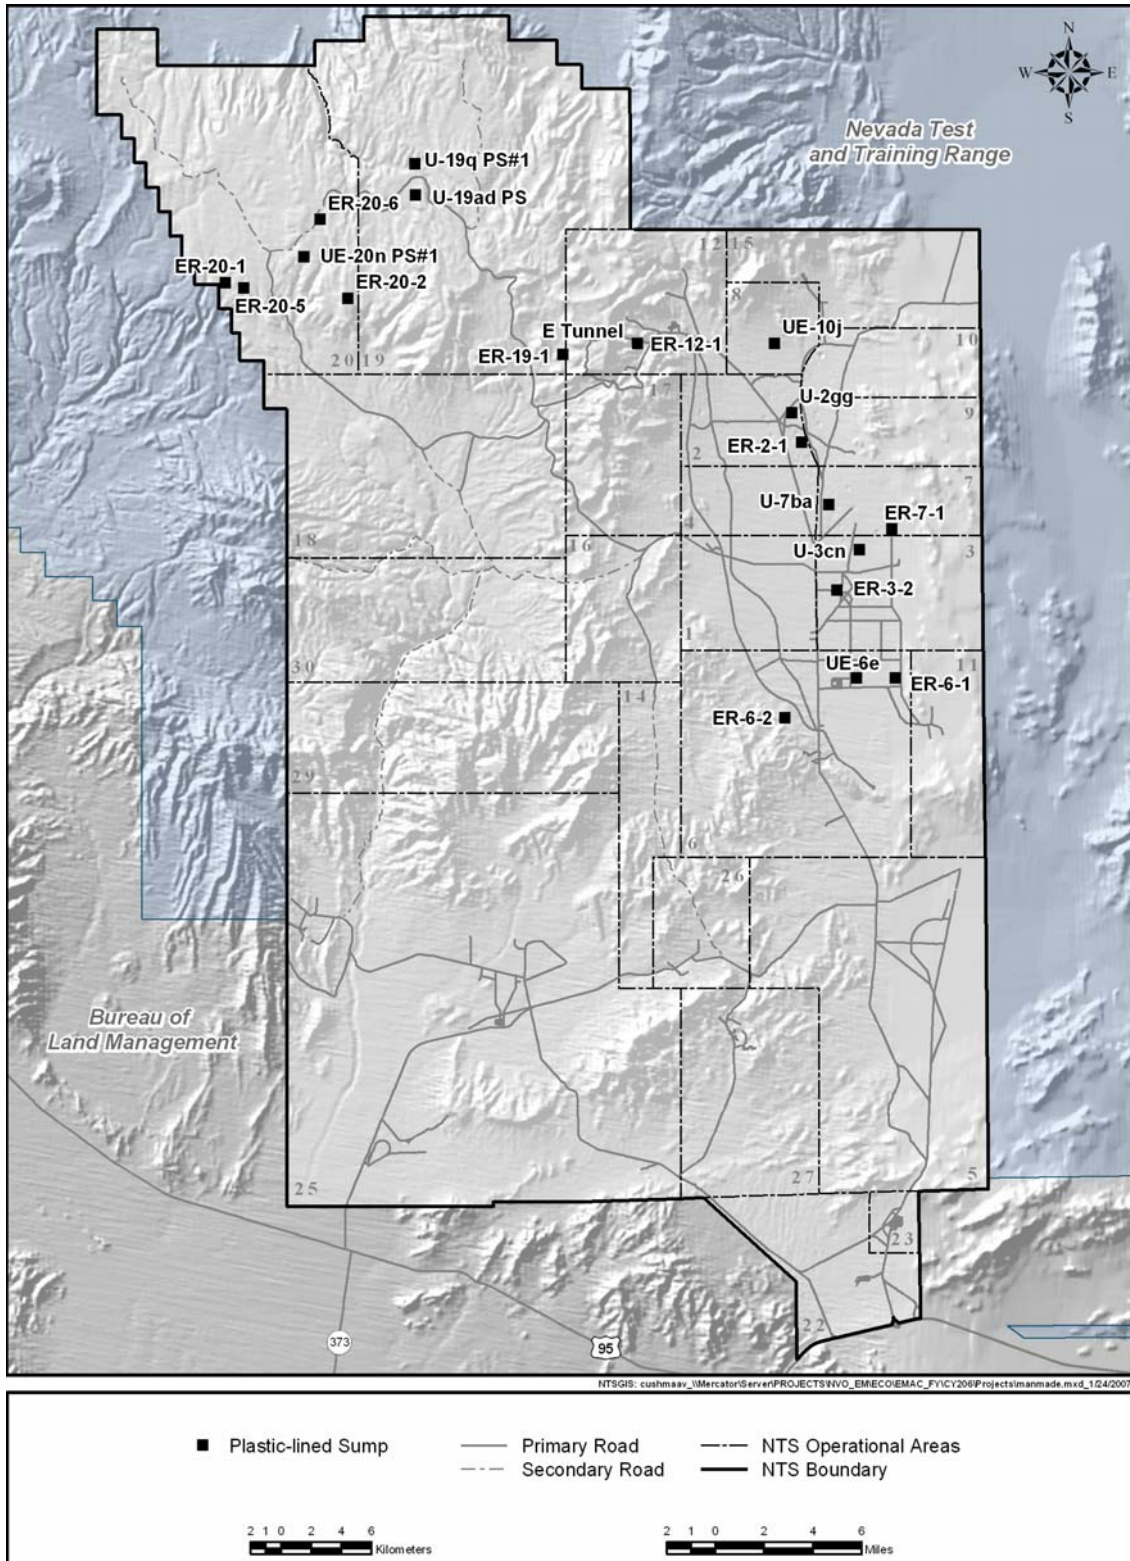 N
W E
S
Nevada Test
and Training Range
U-19q PS#1
U-19ad PS
ER-20-6
UE-20n PS#1
ER-20-1
ER-20-5
ER-20-2
12 15
8
E Tunnel
UE-10j
10
ER-19-1
ER-12-1
20 19
17
U-2gg
9
ER-2-1
2
7
U-7ba
ER-7-1
4
18
16
U-3cn
3
ER-3-2
1
30
UE-6e
11
14
ER-6-1
ER-6-2
29
6
26
Bureau of
Land Management
25
27
5
23
22
373
95
NTSGIS: cushmaav_\\Mercator\Server\PROJECTS\NVO_EM\ECO\EMAC_FY\CY206\Projects\manmade.mxd_1/24/2007
Plastic-lined Sump Primary Road NTS Operational Areas
Secondary Road NTS Boundary
2 1 0 2 4 6 Kilometers
2 1 0 2 4 6 Miles